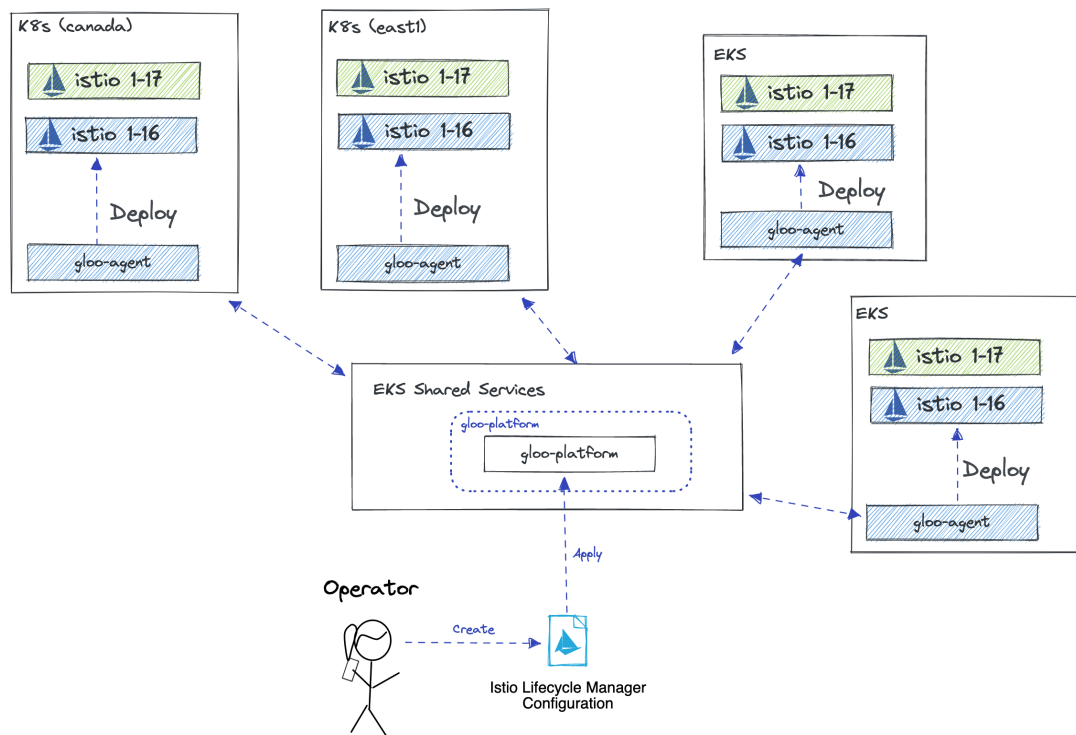 K8s (canada)
istio 1-17
istio 1-16
Deploy
gloo-agent
K8s (east1)
istio 1-17
istio 1-16
Deploy
gloo-agent
EKS
istio 1-17
istio 1-16
Deploy
gloo-agent
EKS
istio 1-17
istio 1-16
Deploy
gloo-agent
EKS Shared Services
gloo-platform
gloo-platform
Apply
Operator
Create
Istio Lifecycle Manager
Configuration